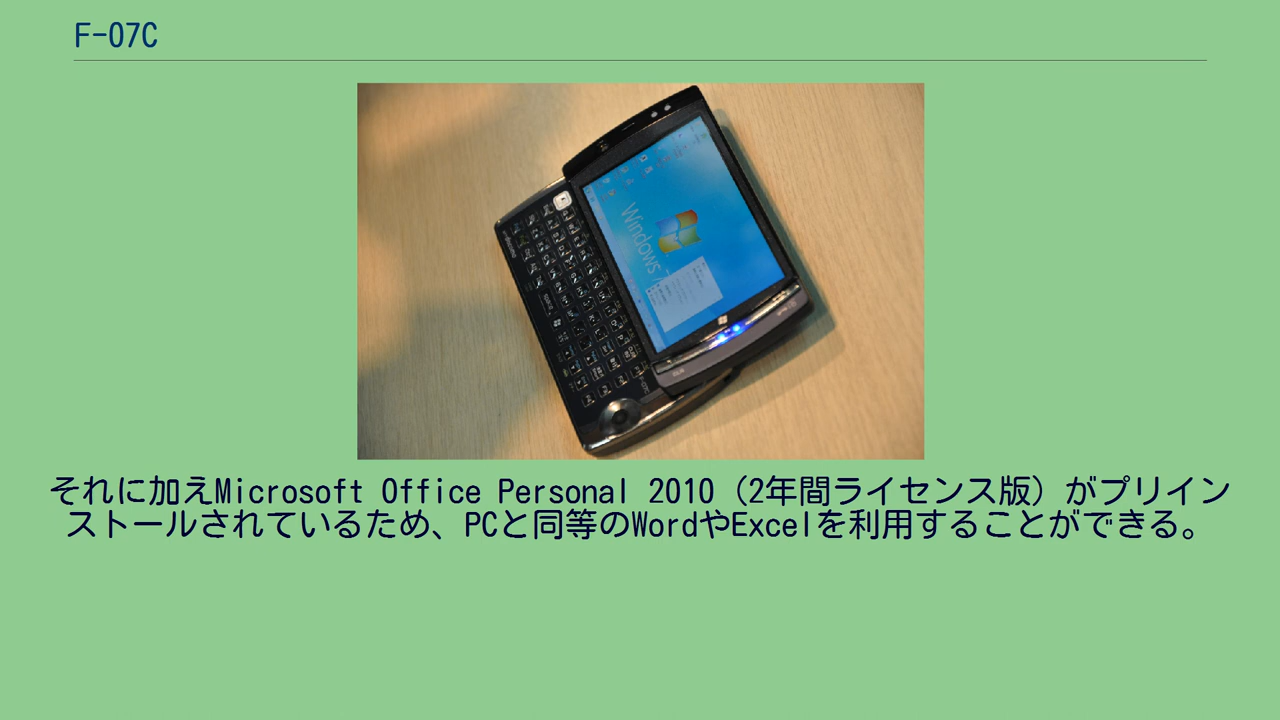 F-07C
Windows 7
それに加えMicrosoft Office Personal 2010（2年間ライセンス版）がプリイン
ストールされているため、PCと同等のWordやExcelを利用することができる。